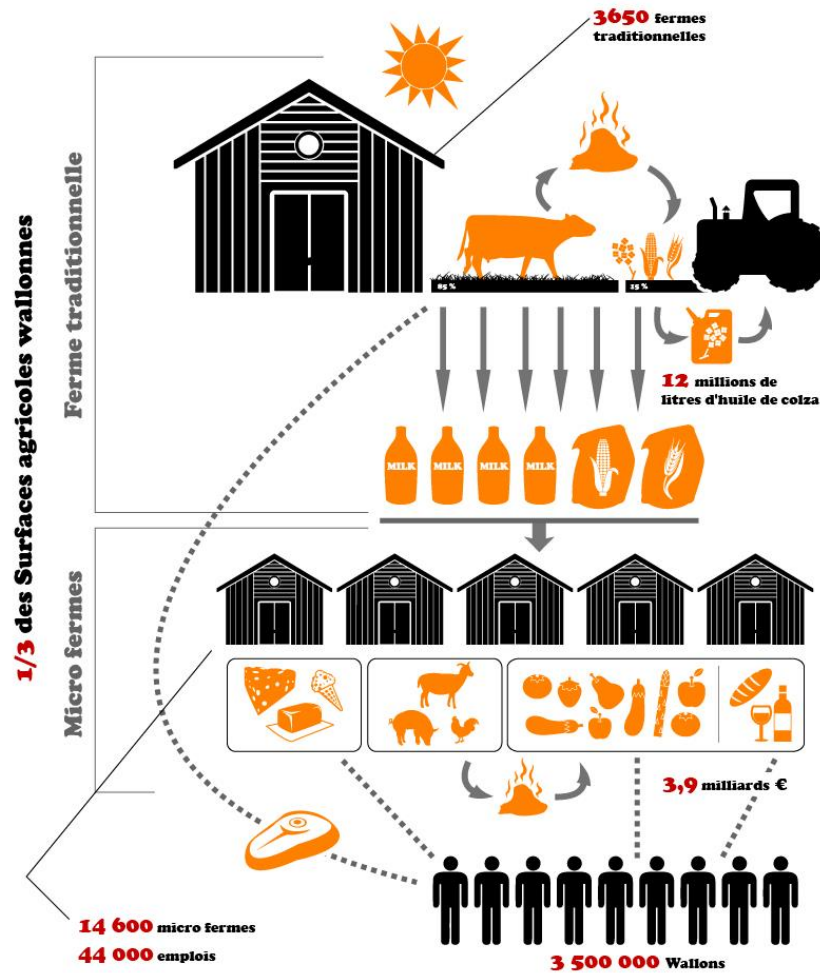 3650 fermes
traditionnelles
1/3 des Surfaces agricoles wallonnes
Ferme traditionnelle
85 %
15 %
12 millions de
litres d'huile de colza
MILK
MILK
MILK
MILK
Micro fermes
3,9 milliards €
14 600 micro fermes
44 000 emplois
3 500 000 Wallons